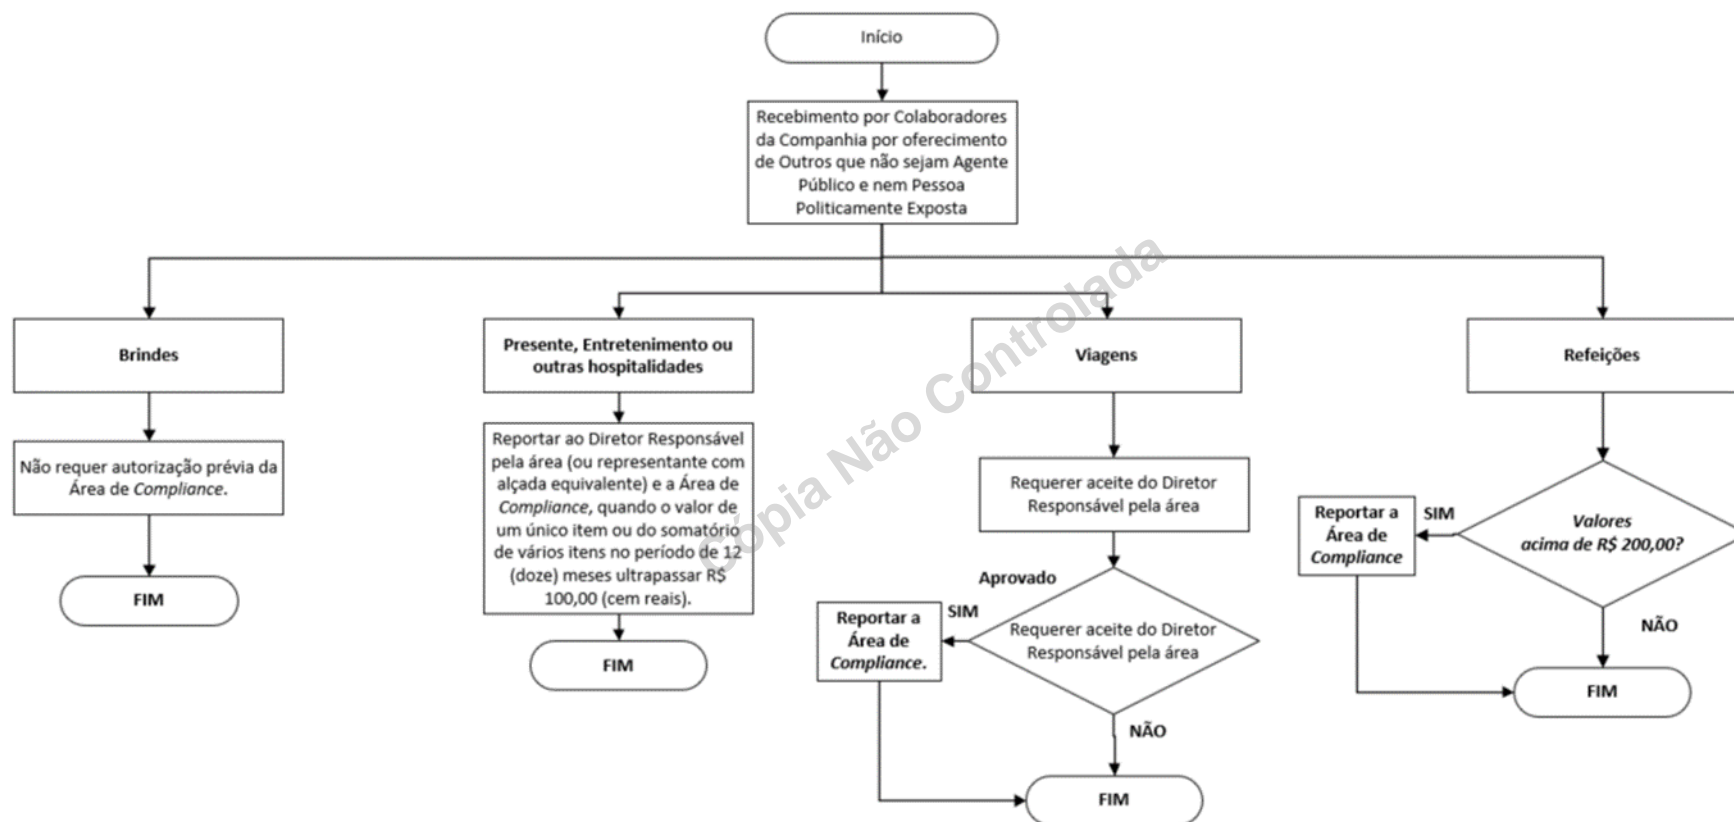 Início
Recebimento por Colaboradores
da Companhia por oferecimento
de Outros que não sejam Agente
Público e nem Pessoa
Politicamente Exposta
Brindes
Não requer autorização prévia da
Área de Compliance.
FIM
Presente, Entretenimento ou
outras hospitalidades
Reportar ao Diretor Responsável
pela área (ou representante com
alçada equivalente) e a Área de
Compliance, quando o valor de
um único item ou do somatório
de vários itens no período de 12
(doze) meses ultrapassar R$
100,00 (cem reais).
FIM
Viagens
Requerer aceite do Diretor
Responsável pela área
Aprovado
SIM
Requerer aceite do Diretor
Responsável pela área
Reportar a
Área de
Compliance.
NÃO
FIM
Refeições
Valores
acima de R$ 200,00?
SIM
Reportar a
Área de
Compliance
NÃO
FIM
Cópia Não Controlada